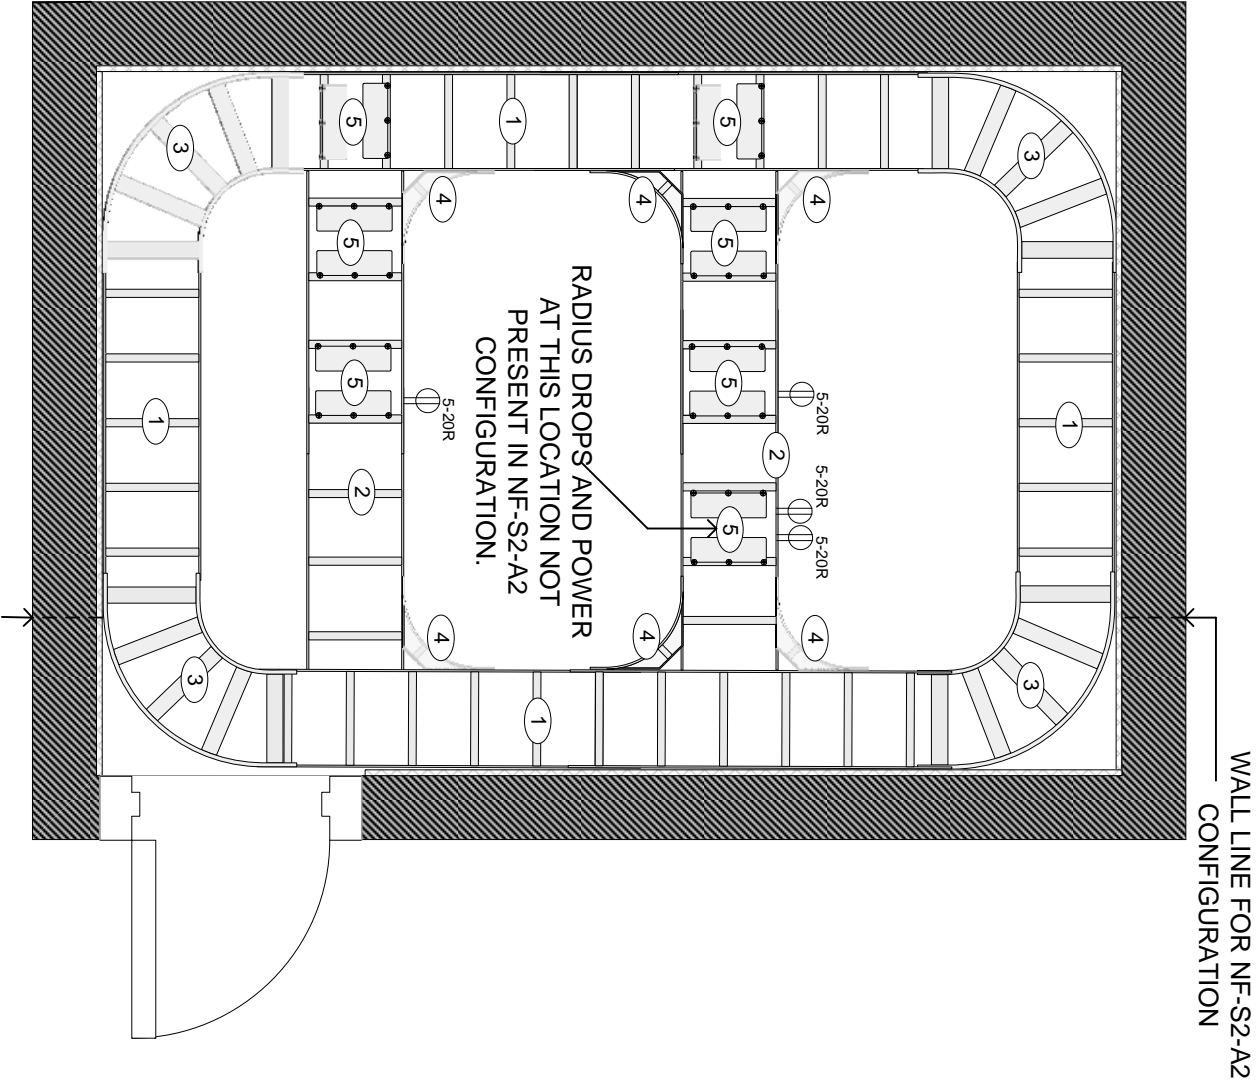 WALL LINE FOR NF-S2-A2
CONFIGURATION
3
1
3
5
1
5
3
1
3
4
4
4
5
5
5
5
5-20R
2
5-20R
5-20R
5
RADIUS DROPS AND POWER
AT THIS LOCATION NOT
PRESENT IN NF-S2-A2
CONFIGURATION.
5-20R
2
4
4
4
1